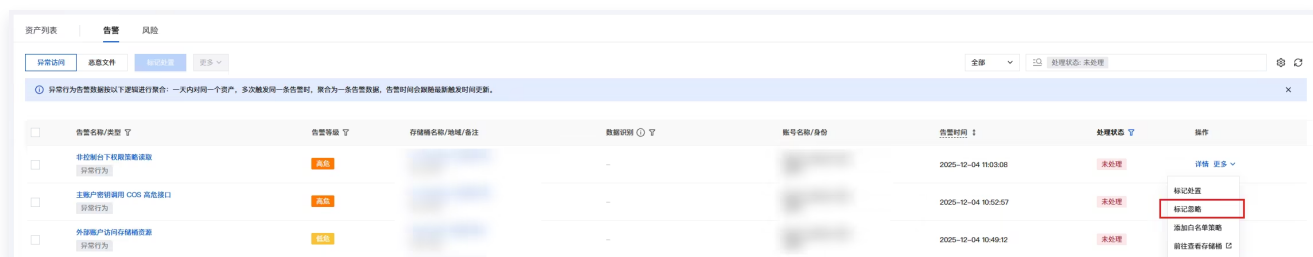 资产列表 告警 风险
异常访问 恶意文件 标记处置 更多 全部 处理状态: 未处理
异常行为告警数据按以下逻辑进行聚合：一天内对同一个资产，多次触发同一条告警时，聚合为一条告警数据，告警时间会跟随最新触发时间更新。
告警名称/类型 告警等级 存储桶名称/地域/备注 数据识别 账号名称/身份 告警时间 处理状态 操作
非控制台下权限策略读取 高危 - 2025-12-04 11:03:08 未处理 详情 更多
异常行为
标记处置
主账户密钥调用 COS 高危接口 高危 - 2025-12-04 10:52:57 未处理
异常行为
标记忽略
添加白名单策略
外部账户访问存储桶资源 低危 - 2025-12-04 10:49:12 未处理
异常行为
前往查看存储桶